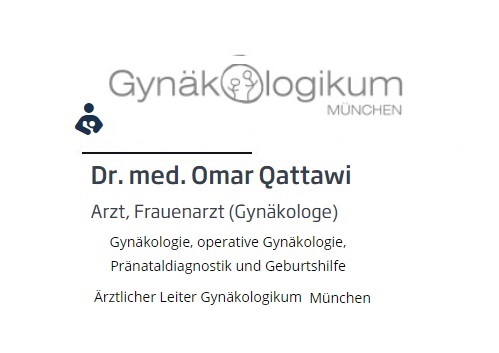 Gynäkologikum
MÜNCHEN
Dr. med. Omar Qattawi
Arzt, Frauenarzt (Gynäkologe)
Gynäkologie, operative Gynäkologie,
Pränataldiagnostik und Geburtshilfe
Ärztlicher Leiter Gynäkologikum München